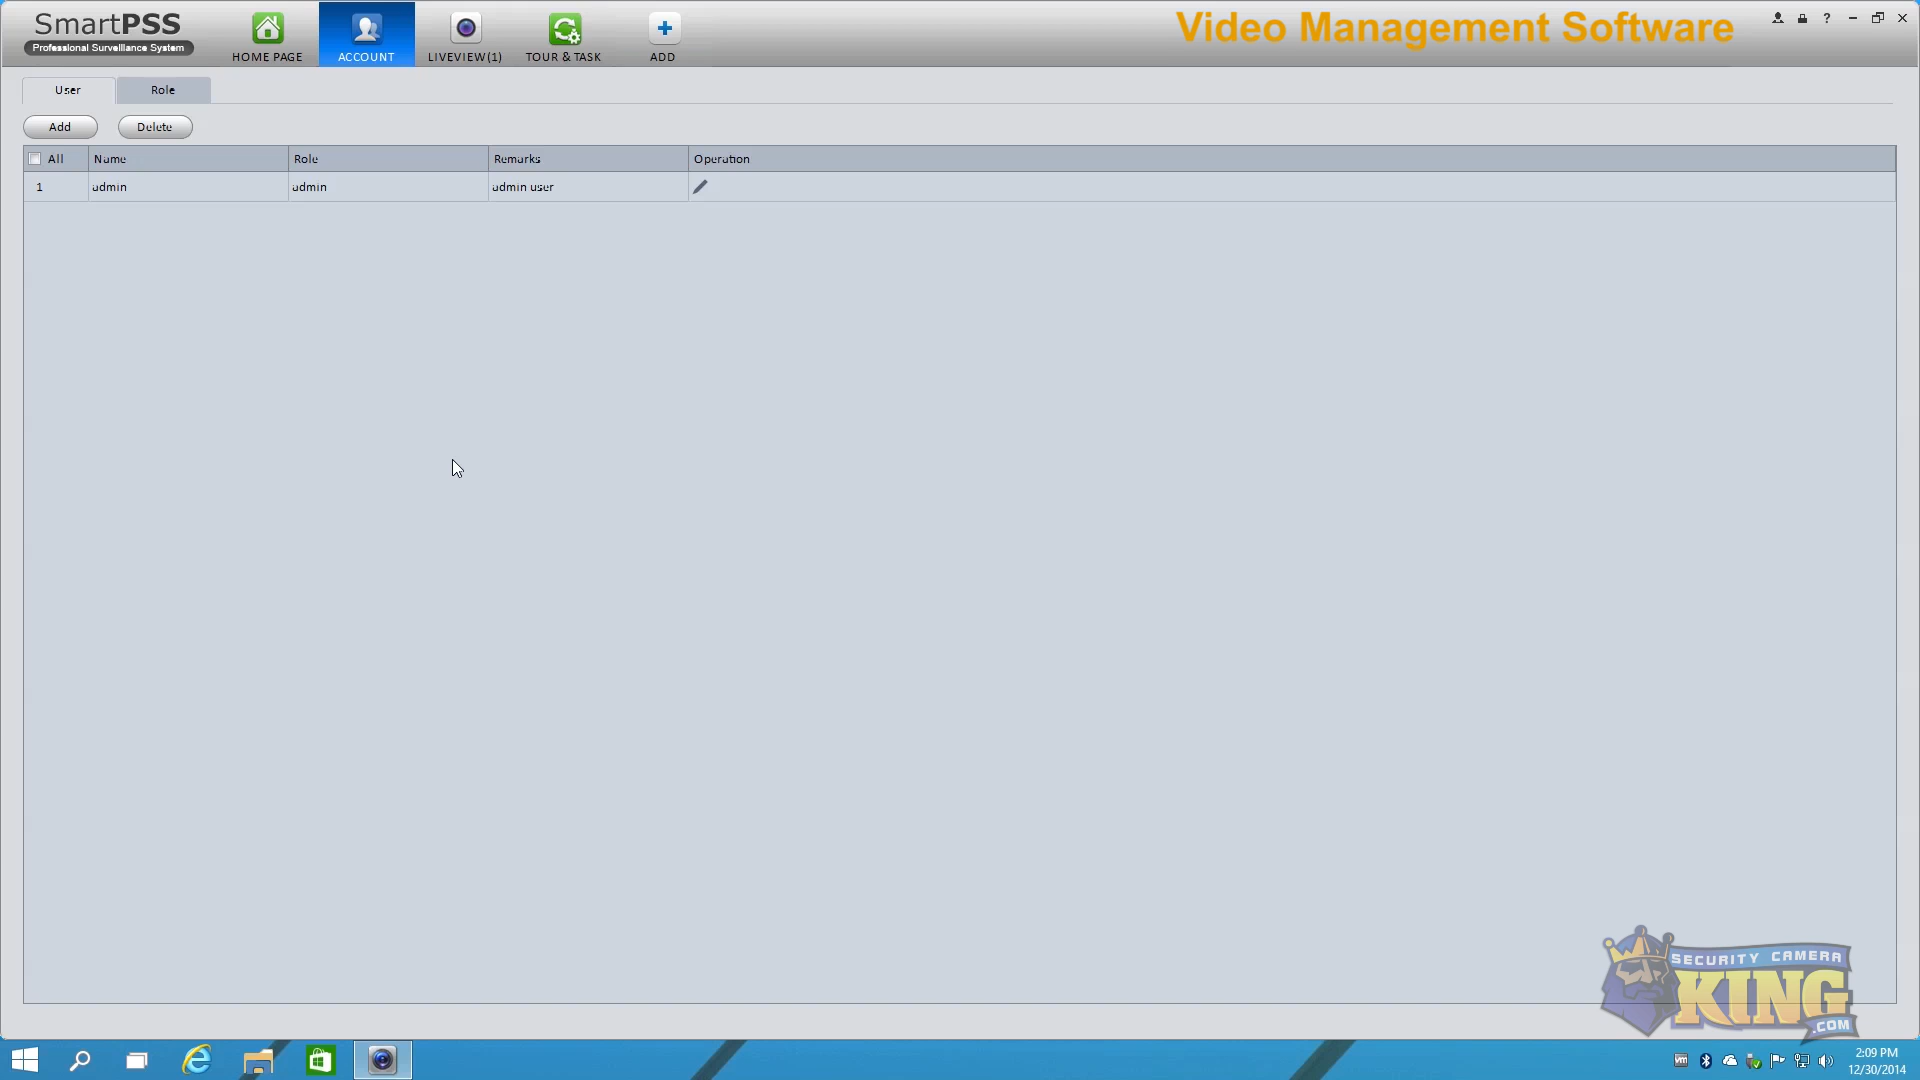 SmartPSS
Professional Surveillance System
HOME PAGE
ACCOUNT
LIVEVIEW(1)
TOUR & TASK
ADD
Video Management Software
?
User
Role
Add
Delete
All Name Role Remarks Operation
1 admin admin admin user
SECURITY CAMERA
KING
.COM
vm
2:09 PM
12/30/2014